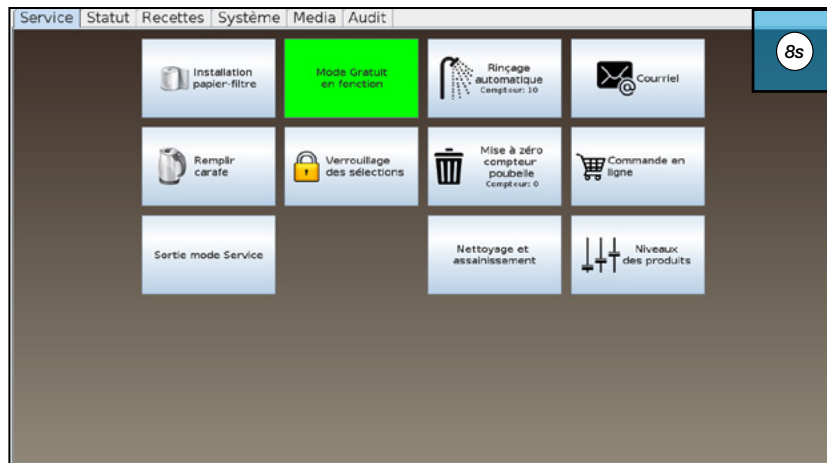 Service Statut Recettes Système Media Audit
8s
Installation
papier-filtre
Mode Gratuit
en fonction
Rinçage
automatique
Compteur: 10
Courriel
Remplir
carafe
Verrouillage
des sélections
Mise à zéro
compteur
poubelle
Compteur: 0
Commande en
ligne
Sortie mode Service
Nettoyage et
assainissement
Niveaux
des produits